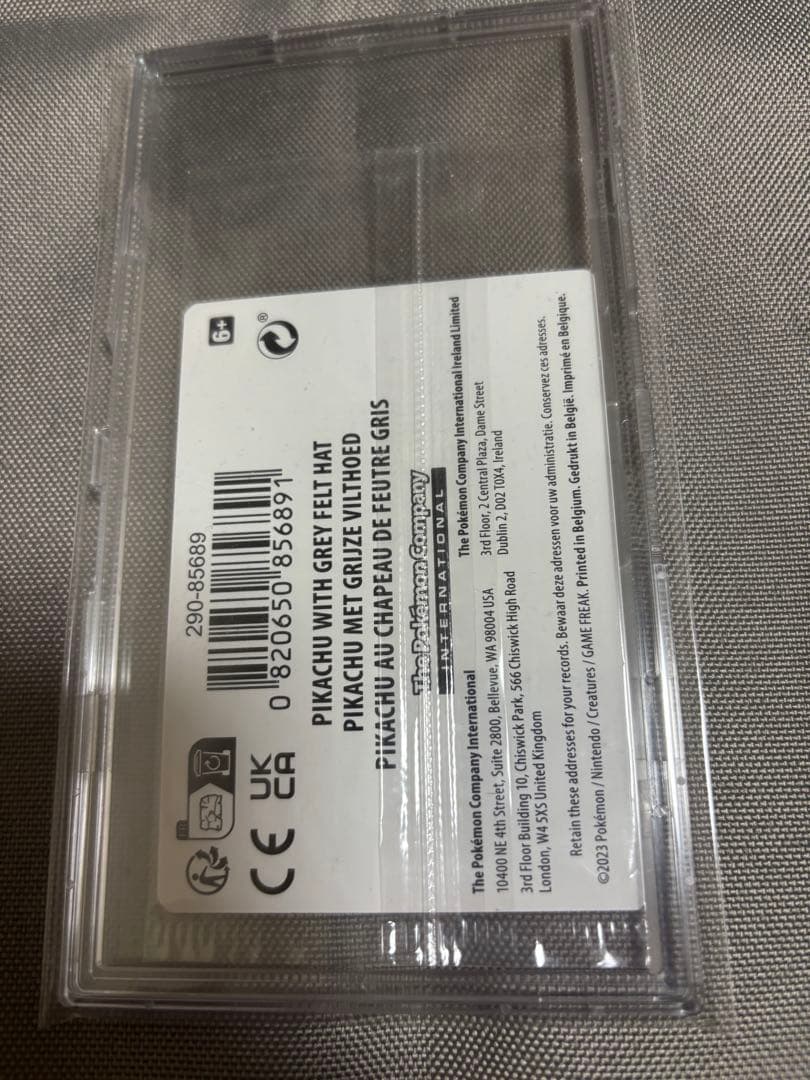 6+
®
290-85689
0 820650 856891
FR
CE
UK
CA
PIKACHU WITH GREY FELT HAT
PIKACHU MET GRIJZE VILTHOED
PIKACHU AU CHAPEAU DE FEUTRE GRIS
The Pokémon Company
INTERNATIONAL
The Pokémon Company International
10400 NE 4th Street, Suite 2800, Bellevue, WA 98004 USA
3rd Floor Building 10, Chiswick Park, 566 Chiswick High Road
London, W4 5XS United Kingdom
The Pokémon Company International Ireland Limited
3rd Floor, 2 Central Plaza, Dame Street
Dublin 2, D02 T0X4, Ireland
Retain these addresses for your records. Bewaar deze adressen voor uw administratie. Conservez ces adresses.
©2023 Pokémon / Nintendo / Creatures / GAME FREAK. Printed in Belgium. Gedrukt in België. Imprimé en Belgique.